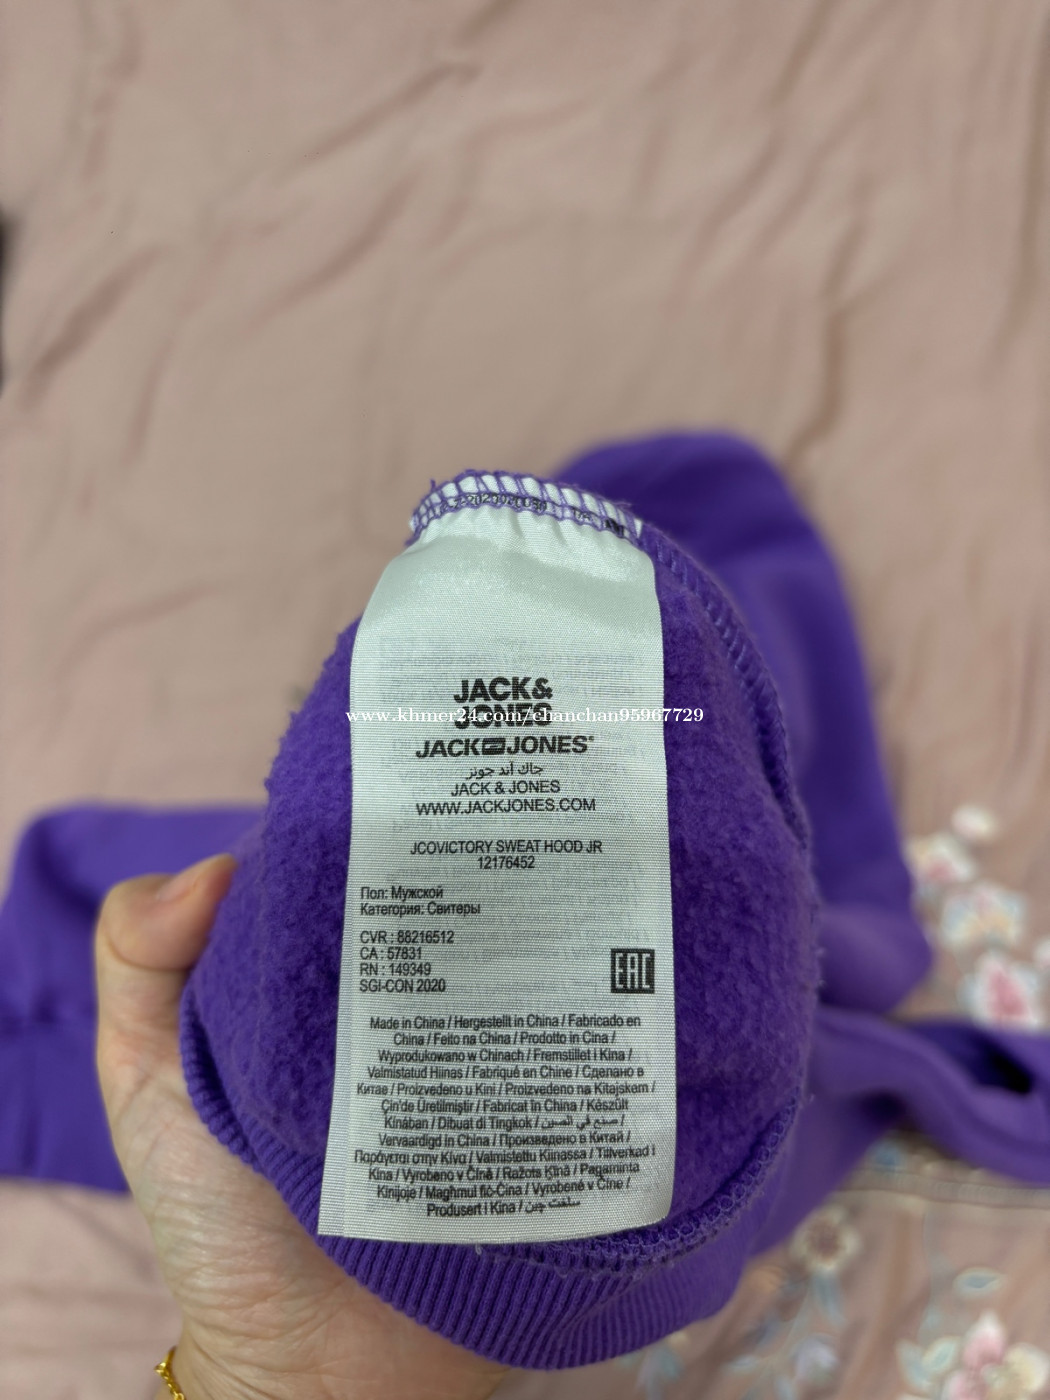 JACK&
JONES
www.khmer24.com/chanchan95967729
JACK JONES®
جاك أند جونز
JACK & JONES
WWW.JACKJONES.COM
JCOVICTORY SWEAT HOOD JR
12176452
Пол: Мужской
Категория: Свитеры
CVR : 88216512
CA : 57831
RN : 149349
SGI-CON 2020
EAC
Made in China / Hergestellt in China / Fabricado en
China / Feito na China / Prodotto in Cina /
Wyprodukowano w Chinach / Fremstillet i Kina /
Valmistatud Hiinas / Fabriqué en Chine / Сделано в
Китае / Proizvedeno u Kini / Proizvedeno na Kitajskem /
Çin'de Üretilmiştir / Fabricat în China / Készült
Kínában / Dibuat di Tingkok / صنع في الصين /
Vervaardigd in China / Произведено в Китай /
Παράγεται στην Κίνα / Valmistettu Kiinassa / Tillverkad i
Kina / Vyrobeno v Číně / Ražots Ķīnā / Pagaminta
Kinijoje / Maghmul fiċ-Ċina / Vyrobené v Číne /
Produsert i Kina / ساخت چین